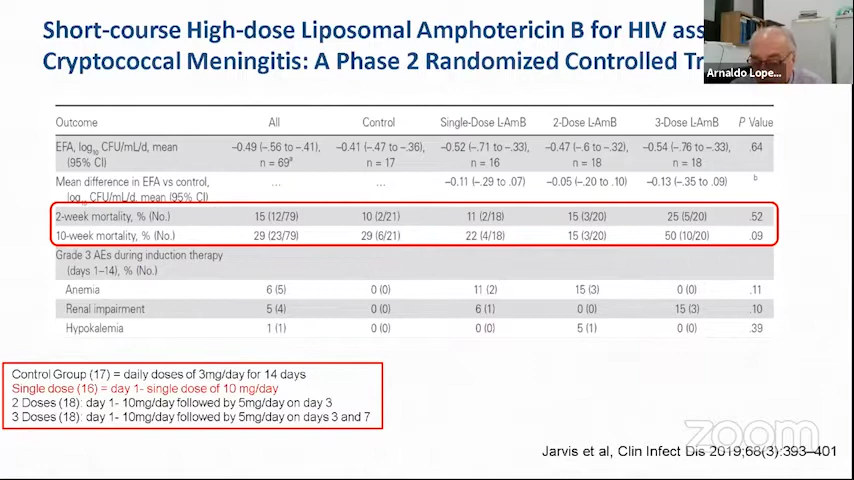 Short-course High-dose Liposomal Amphotericin B for HIV ass
Cryptococcal Meningitis: A Phase 2 Randomized Controlled Tr
Arnaldo Lope...
Outcome All Control Single-Dose L-AmB 2-Dose L-AmB 3-Dose L-AmB P Value
EFA, log10 CFU/mL/d, mean −0.49 (−.56 to −.41), −0.41 (−.47 to −.36), −0.52 (−.71 to −.33), −0.47 (−.6 to −.32), −0.54 (−.76 to −.33), .64
(95% CI) n = 69a n = 17 n = 16 n = 18 n = 18
Mean difference in EFA vs control, ... ... −0.11 (−.29 to .07) −0.05 (−.20 to .10) −0.13 (−.35 to .09) b
log10 CFU/mL/d, mean (95% CI)
2-week mortality, % (No.) 15 (12/79) 10 (2/21) 11 (2/18) 15 (3/20) 25 (5/20) .52
10-week mortality, % (No.) 29 (23/79) 29 (6/21) 22 (4/18) 15 (3/20) 50 (10/20) .09
Grade 3 AEs during induction therapy
(days 1–14), % (No.)
Anemia 6 (5) 0 (0) 11 (2) 15 (3) 0 (0) .11
Renal impairment 5 (4) 0 (0) 6 (1) 0 (0) 15 (3) .10
Hypokalemia 1 (1) 0 (0) 0 (0) 5 (1) 0 (0) .39
Control Group (17) = daily doses of 3mg/day for 14 days
Single dose (16) = day 1- single dose of 10 mg/day
2 Doses (18): day 1- 10mg/day followed by 5mg/day on day 3
3 Doses (18): day 1- 10mg/day followed by 5mg/day on days 3 and 7
zoom
Jarvis et al, Clin Infect Dis 2019;68(3):393–401